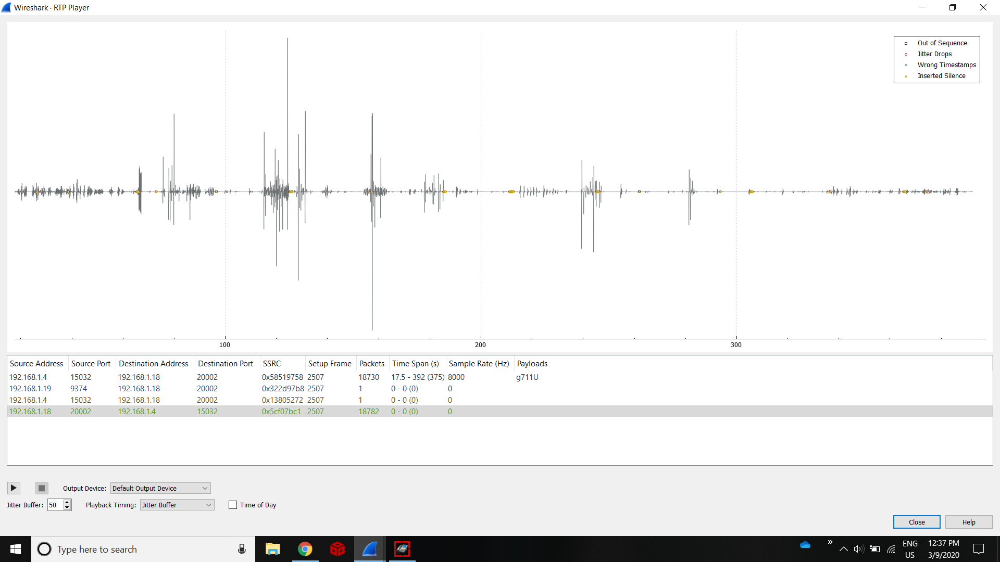 Wireshark · RTP Player
Out of Sequence
Jitter Drops
Wrong Timestamps
Inserted Silence
100 200 300
Source Address Source Port Destination Address Destination Port SSRC Setup Frame Packets Time Span (s) Sample Rate (Hz) Payloads
192.168.1.4 15032 192.168.1.18 20002 0x58519758 2507 18730 17.5 - 392 (375) 8000 g711U
192.168.1.19 9374 192.168.1.18 20002 0x322d97b8 2507 1 0 - 0 (0) 0
192.168.1.4 15032 192.168.1.18 20002 0x13805272 2507 1 0 - 0 (0) 0
192.168.1.18 20002 192.168.1.4 15032 0x5cf07bc1 2507 18782 0 - 0 (0) 0
Output Device: Default Output Device
Jitter Buffer: 50 Playback Timing: Jitter Buffer Time of Day
Close Help
Type here to search
ENG 12:37 PM
US 3/9/2020